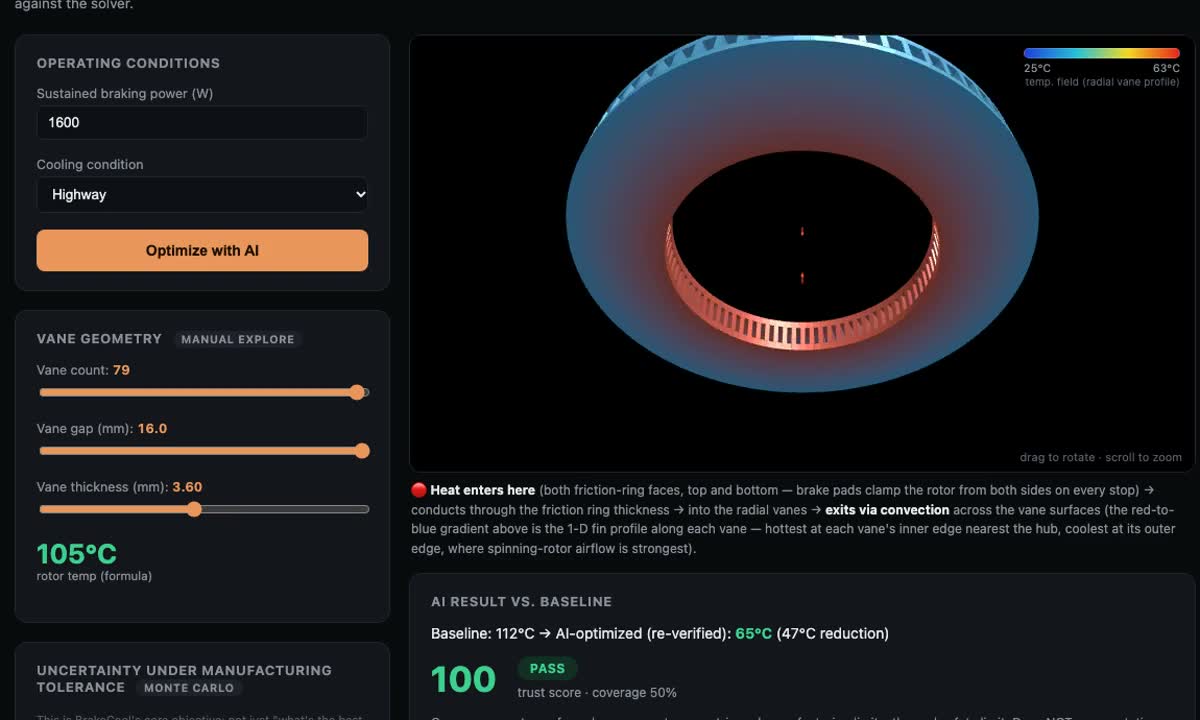 against the solver.
OPERATING CONDITIONS
Sustained braking power (W)
1600
Cooling condition
Highway
Optimize with AI
VANE GEOMETRY MANUAL EXPLORE
Vane count: 79
Vane gap (mm): 16.0
Vane thickness (mm): 3.60
105°C
rotor temp (formula)
UNCERTAINTY UNDER MANUFACTURING
TOLERANCE MONTE CARLO
25°C 63°C
temp. field (radial vane profile)
drag to rotate · scroll to zoom
🔴 Heat enters here (both friction-ring faces, top and bottom — brake pads clamp the rotor from both sides on every stop) →
conducts through the friction ring thickness → into the radial vanes → exits via convection across the vane surfaces (the red-to-
blue gradient above is the 1-D fin profile along each vane — hottest at each vane's inner edge nearest the hub, coolest at its outer
edge, where spinning-rotor airflow is strongest).
AI RESULT VS. BASELINE
Baseline: 112°C → AI-optimized (re-verified): 65°C (47°C reduction)
100 PASS
trust score · coverage 50%